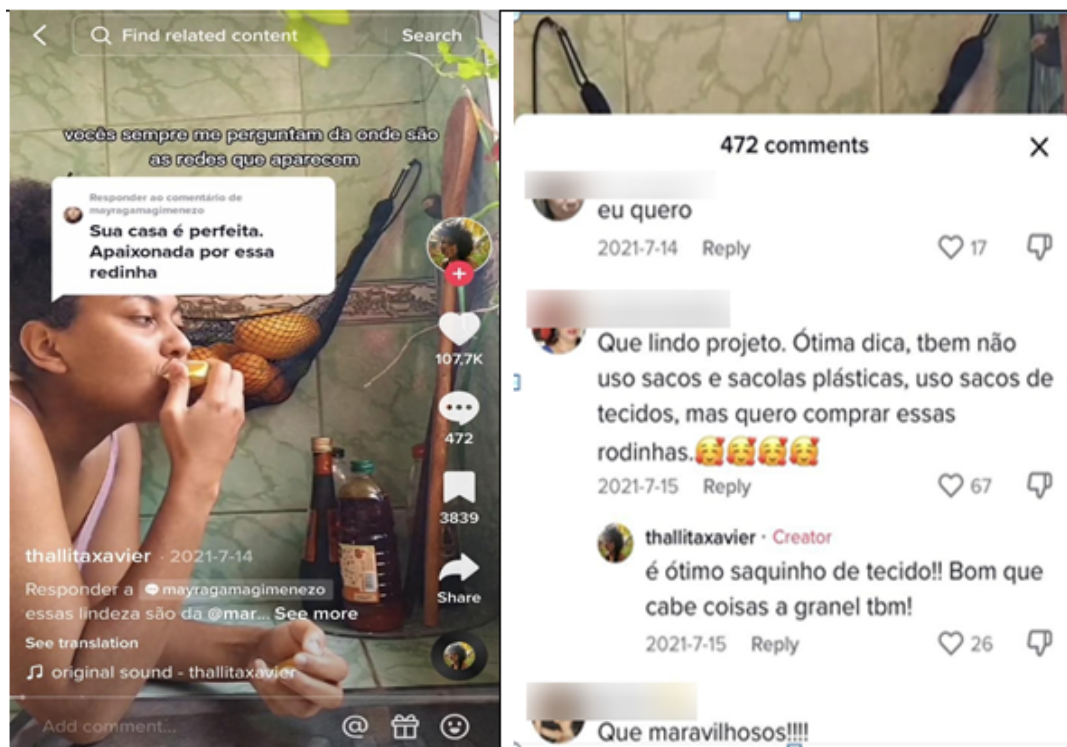 Find related content Search
vocês sempre me perguntam da onde são
as redes que aparecem
Responder ao comentário de
mayragamagimenezo
Sua casa é perfeita.
Apaixonada por essa
redinha
107,7K
472
3839
Share
thallitaxavier · 2021-7-14
Responder a mayragamagimenezo
essas lindeza são da @mar... See more
See translation
original sound - thallitaxavier
Add comment...
472 comments
eu quero
2021-7-14 Reply 17
Que lindo projeto. Ótima dica, tbem não
uso sacos e sacolas plásticas, uso sacos de
tecidos, mas quero comprar essas
rodinhas.🥰🥰🥰🥰
2021-7-15 Reply 67
thallitaxavier · Creator
é ótimo saquinho de tecido!! Bom que
cabe coisas a granel tbm!
2021-7-15 Reply 26
Que maravilhosos!!!!